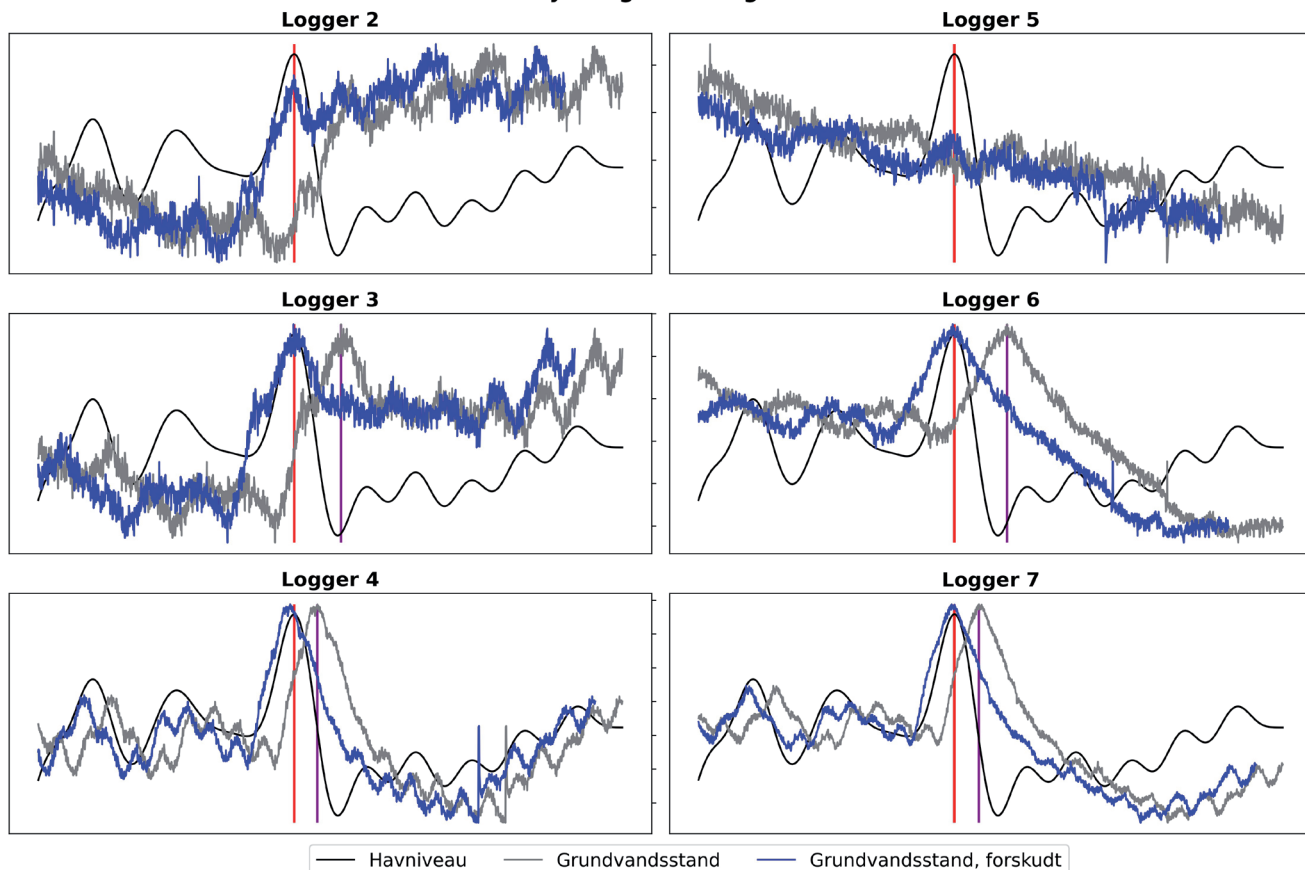 Logger 2
Logger 5
Logger 3
Logger 6
Logger 4
Logger 7
Havniveau
Grundvandsstand
Grundvandsstand, forskudt